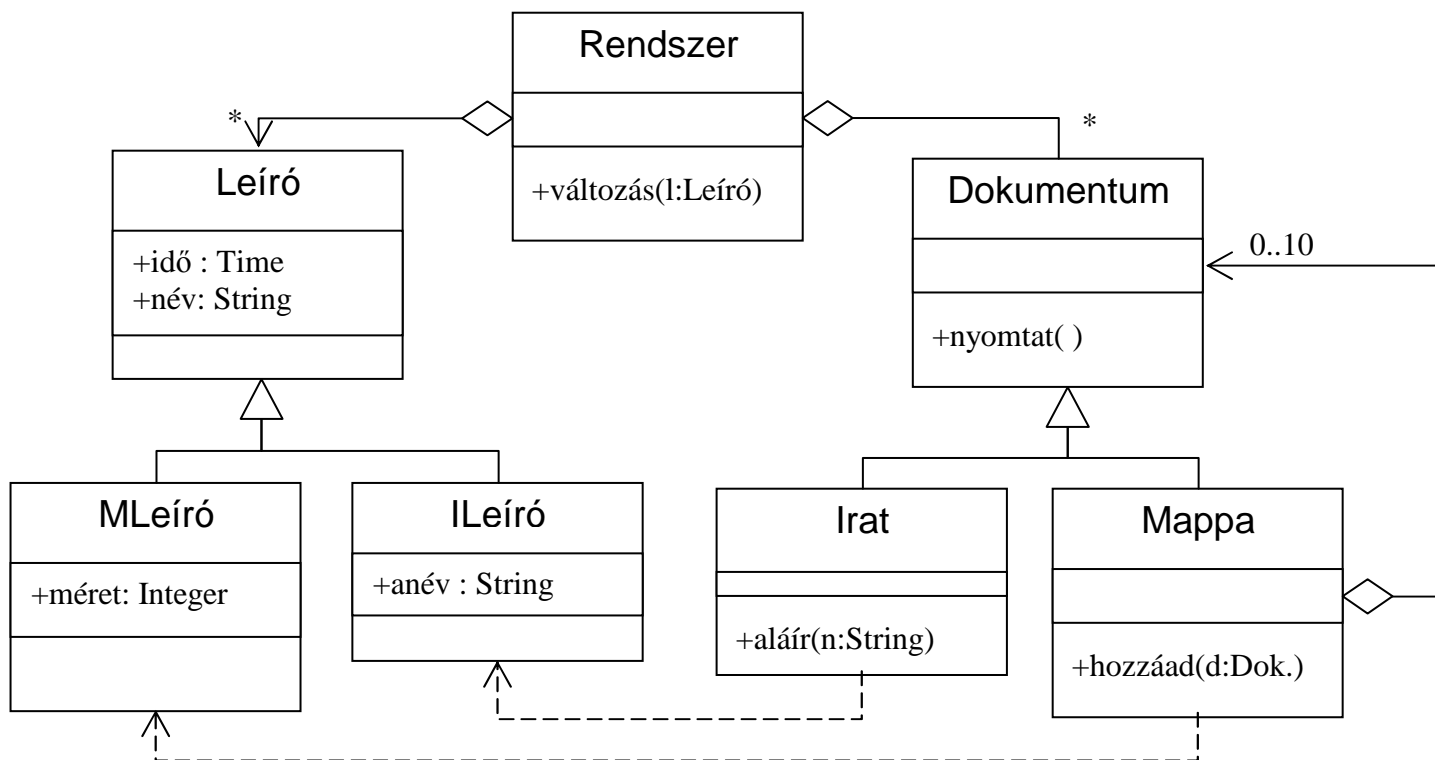 Rendszer
+változás(l:Leíró)
*
*
Leíró
+idő : Time
+név: String
Dokumentum
+nyomtat( )
0..10
MLeíró
+méret: Integer
ILeíró
+anév : String
Irat
+aláír(n:String)
Mappa
+hozzáad(d:Dok.)